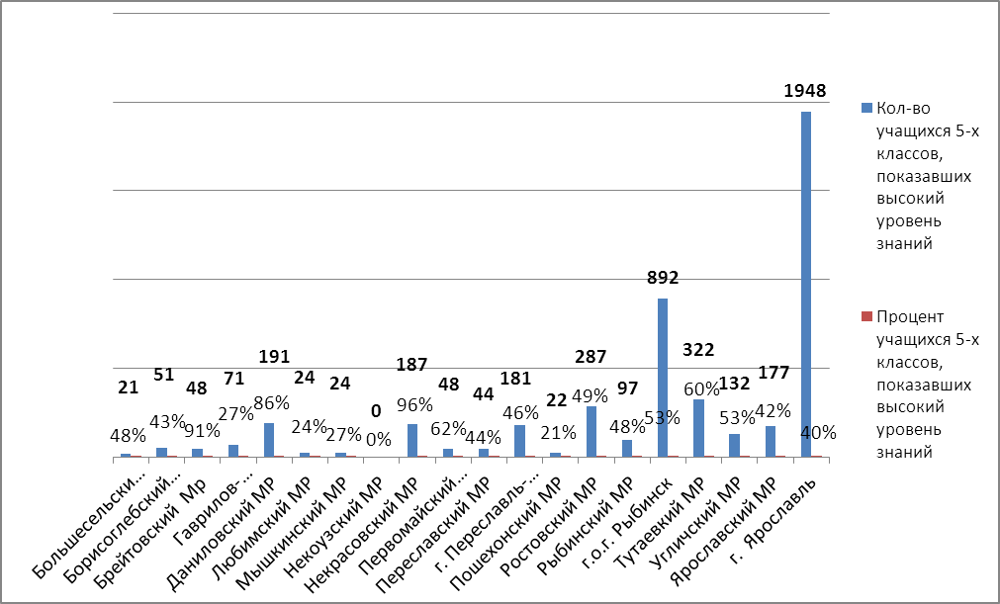 1948
892
322
287
191
187
181
177
132
97
71
51
48
48
44
24
24
22
21
0
96%
91%
86%
62%
60%
53%
53%
49%
48%
48%
46%
44%
43%
42%
40%
27%
27%
24%
21%
0%
Большесельски...
Борисоглебский...
Брейтовский Мр
Гаврилов-...
Даниловский МР
Любимский МР
Мышкинский МР
Некоузский МР
Некрасовский МР
Первомайский...
Переславский МР
г. Переславль-...
Пошехонский МР
Ростовский МР
Рыбинский МР
г.о.г. Рыбинск
Тутаевкий МР
Угличский МР
Ярославский МР
г. Ярославль
Кол-во
учащихся 5-х
классов,
показавших
высокий
уровень
знаний
Процент
учащихся 5-х
классов,
показавших
высокий
уровень
знаний